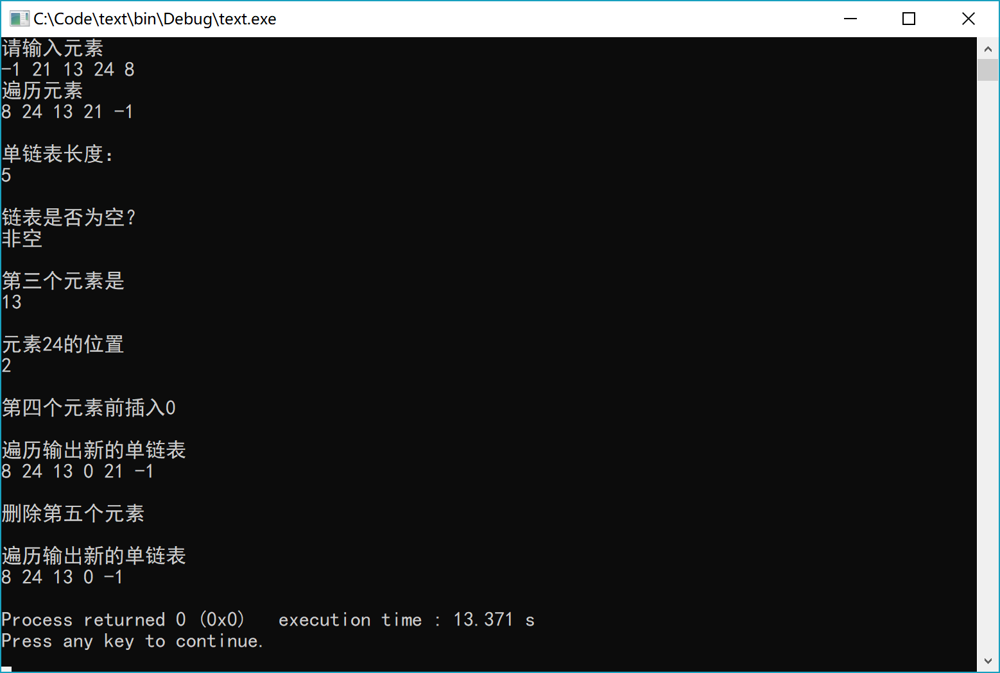 C:\Code\text\bin\Debug\text.exe
请输入元素
-1 21 13 24 8
遍历元素
8 24 13 21 -1
单链表长度：
5
链表是否为空？
非空
第三个元素是
13
元素24的位置
2
第四个元素前插入0
遍历输出新的单链表
8 24 13 0 21 -1
删除第五个元素
遍历输出新的单链表
8 24 13 0 -1
Process returned 0 (0x0)   execution time : 13.371 s
Press any key to continue.